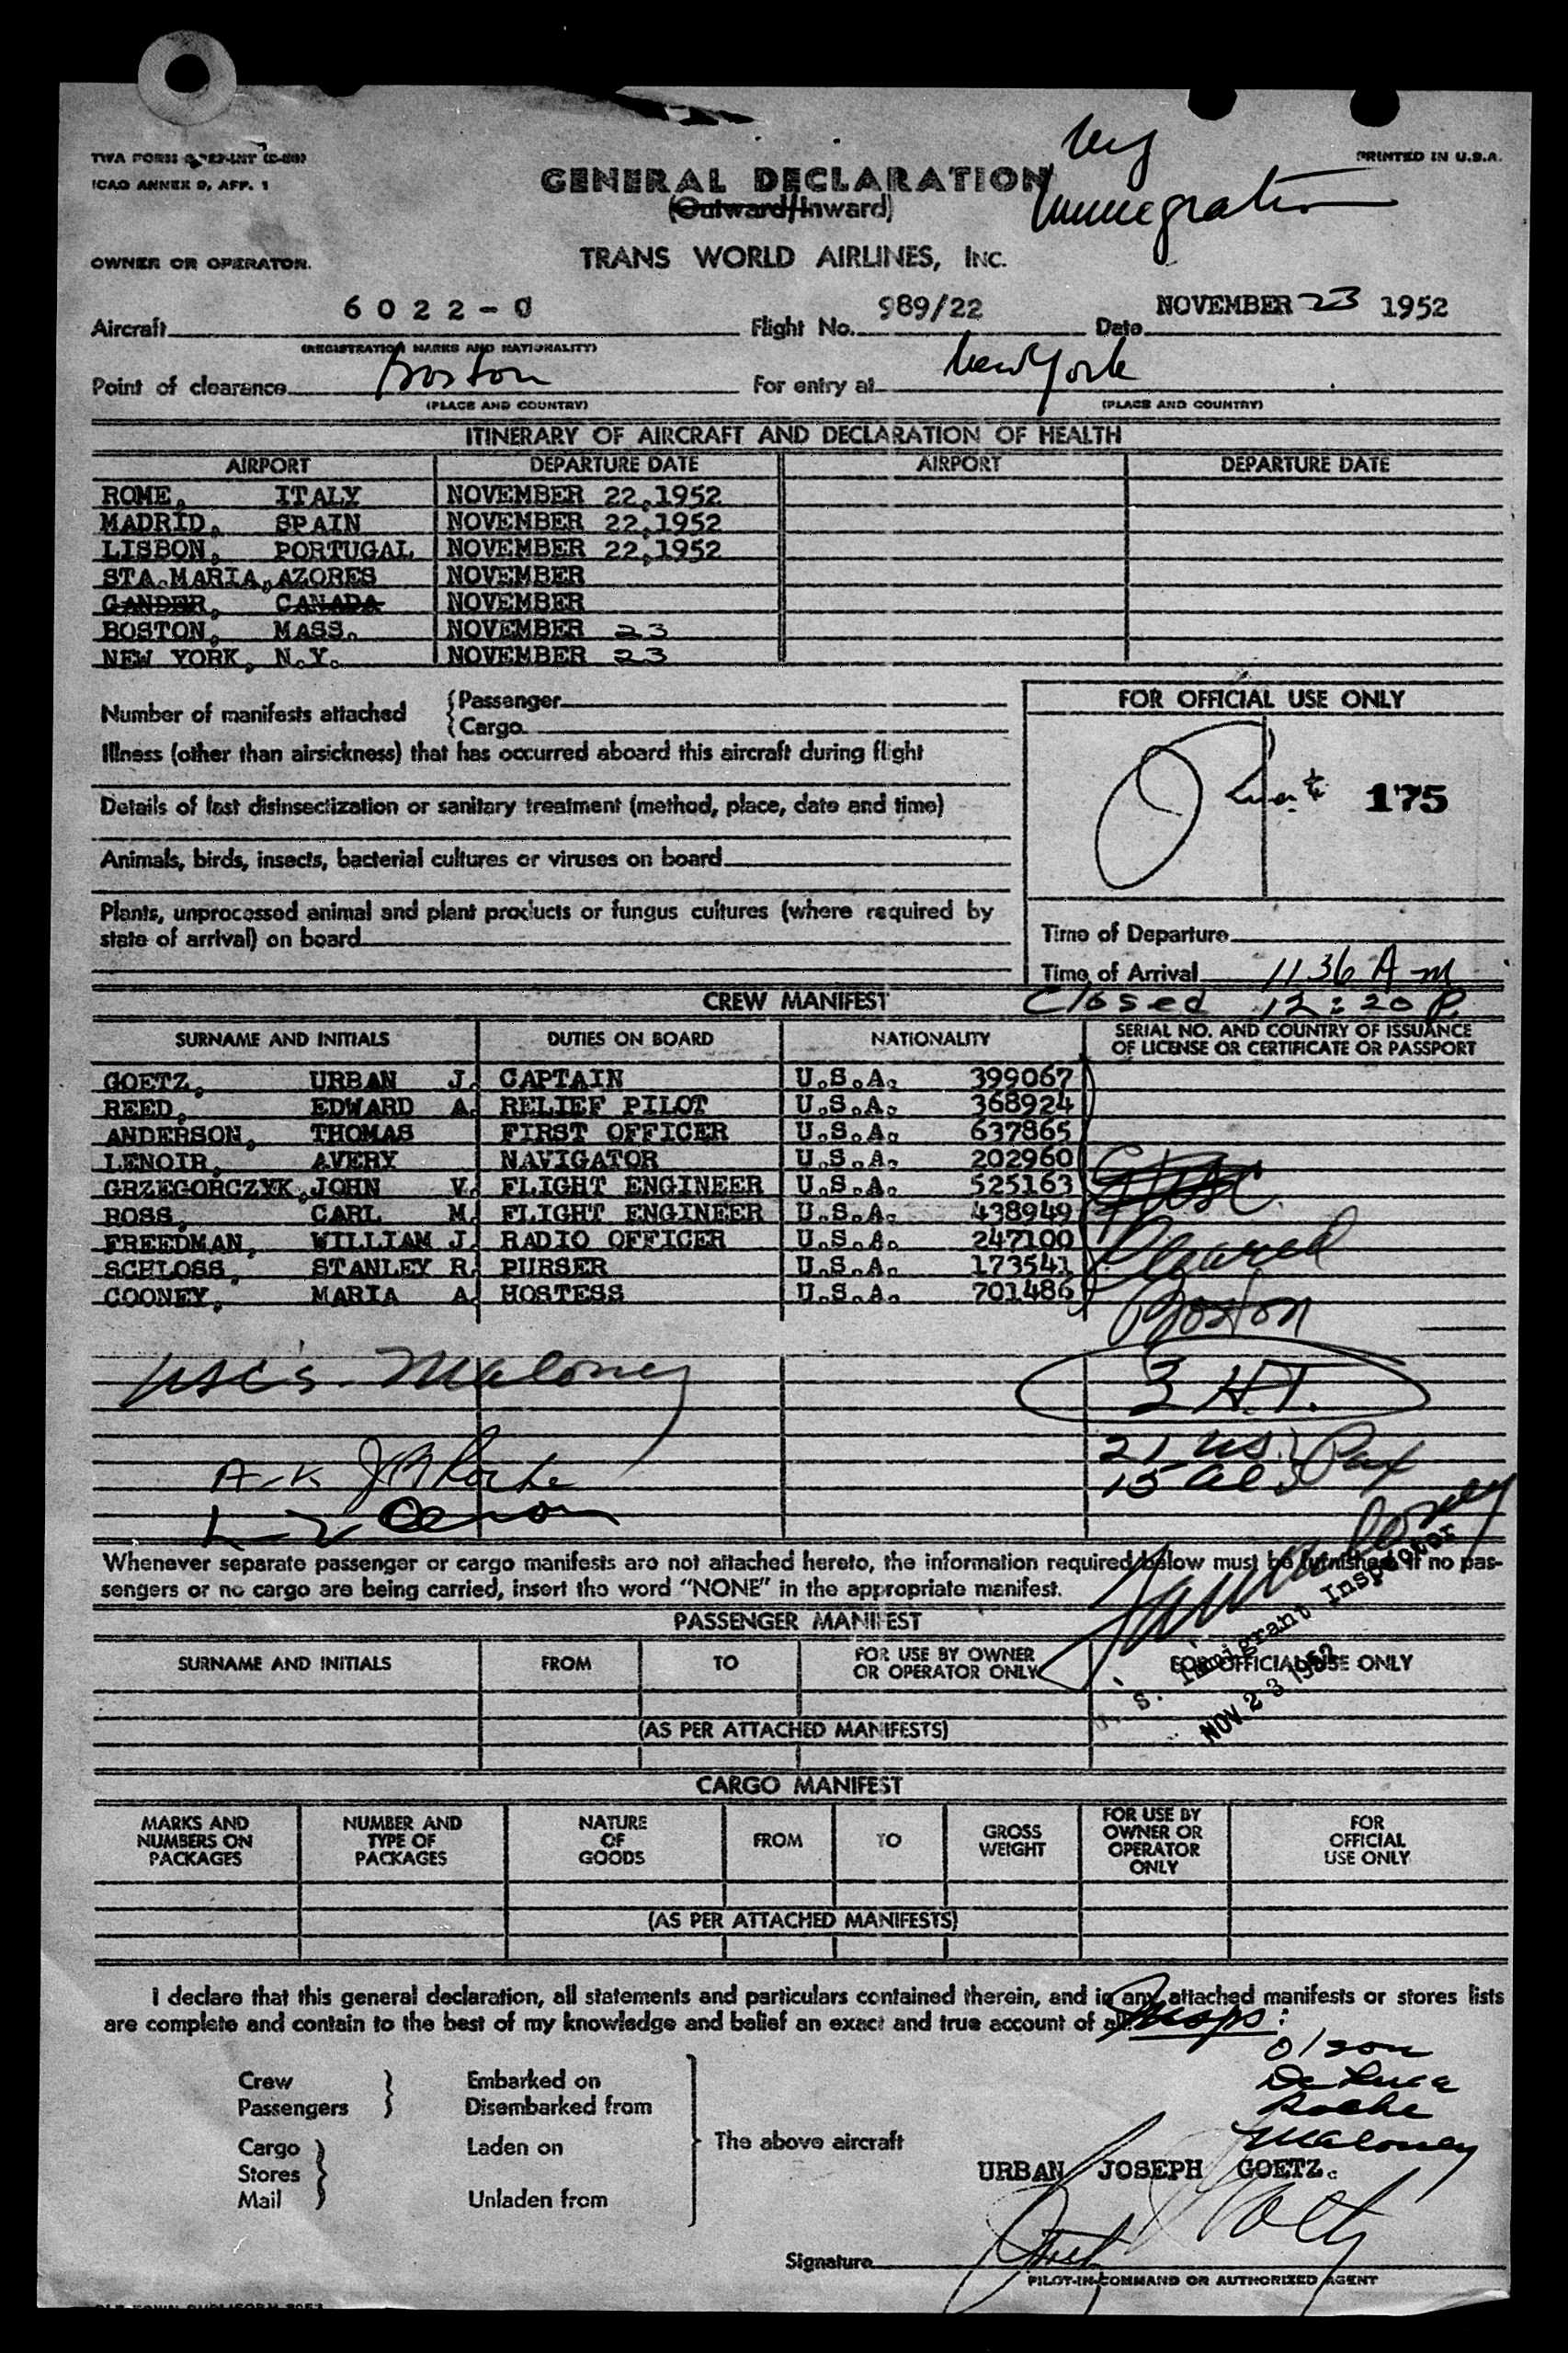 PRINTED IN U.S.A.
ICAO ANNEX 9, APP. 1
GENERAL DECLARATION
(Outward/Inward)
Immigration
OWNER OR OPERATOR.
TRANS WORLD AIRLINES, INC.
Aircraft 6022-C Flight No. 989/22 Date NOVEMBER 23 1952
(REGISTRATION MARKS AND NATIONALITY)
Point of clearance Boston For entry at New York
(PLACE AND COUNTRY) (PLACE AND COUNTRY)
ITINERARY OF AIRCRAFT AND DECLARATION OF HEALTH
AIRPORT DEPARTURE DATE AIRPORT DEPARTURE DATE
ROME, ITALY NOVEMBER 22,1952
MADRID, SPAIN NOVEMBER 22,1952
LISBON, PORTUGAL NOVEMBER 22,1952
STA.MARIA,AZORES NOVEMBER
GANDER, CANADA NOVEMBER
BOSTON, MASS. NOVEMBER 23
NEW YORK, N.Y. NOVEMBER 23
Number of manifests attached { Passenger
{ Cargo
Illness (other than airsickness) that has occurred aboard this aircraft during flight
Details of last disinsectization or sanitary treatment (method, place, date and time)
Animals, birds, insects, bacterial cultures or viruses on board
Plants, unprocessed animal and plant products or fungus cultures (where required by
state of arrival) on board
FOR OFFICIAL USE ONLY
175
Time of Departure
Time of Arrival 1136 A-M
Closed 12:20 P.
CREW MANIFEST
SURNAME AND INITIALS DUTIES ON BOARD NATIONALITY SERIAL NO. AND COUNTRY OF ISSUANCE
OF LICENSE OR CERTIFICATE OR PASSPORT
GOETZ, URBAN J. CAPTAIN U.S.A. 399067
REED, EDWARD A. RELIEF PILOT U.S.A. 368924
ANDERSON, THOMAS FIRST OFFICER U.S.A. 637865
LENOIR, AVERY NAVIGATOR U.S.A. 202960
GRZEGORCZYK,JOHN V. FLIGHT ENGINEER U.S.A. 525163
ROSS, CARL M. FLIGHT ENGINEER U.S.A. 438949
FREEDMAN, WILLIAM J. RADIO OFFICER U.S.A. 247100
SCHLOSS, STANLEY R. PURSER U.S.A. 173541
COONEY, MARIA A. HOSTESS U.S.A. 701486
Cleared
Boston
USC's Maloney
3 H.T.
21 US } Pax
15 Al
Whenever separate passenger or cargo manifests are not attached hereto, the information required below must be furnished. If no pas-
sengers or no cargo are being carried, insert the word "NONE" in the appropriate manifest.
U. S. Immigrant Inspector
NOV 23 1952
PASSENGER MANIFEST
SURNAME AND INITIALS FROM TO FOR USE BY OWNER
OR OPERATOR ONLY FOR OFFICIAL USE ONLY
(AS PER ATTACHED MANIFESTS)
CARGO MANIFEST
MARKS AND
NUMBERS ON
PACKAGES
NUMBER AND
TYPE OF
PACKAGES
NATURE
OF
GOODS
FROM
TO
GROSS
WEIGHT
FOR USE BY
OWNER OR
OPERATOR
ONLY
FOR
OFFICIAL
USE ONLY
(AS PER ATTACHED MANIFESTS)
I declare that this general declaration, all statements and particulars contained therein, and in any attached manifests or stores lists
are complete and contain to the best of my knowledge and belief an exact and true account of all
Insps:
Olson
De Luca
Roche
Maloney
Crew
Passengers
Embarked on
Disembarked from
Cargo
Stores
Mail
Laden on
Unladen from
The above aircraft
URBAN JOSEPH GOETZ.
Signature
PILOT-IN-COMMAND OR AUTHORIZED AGENT